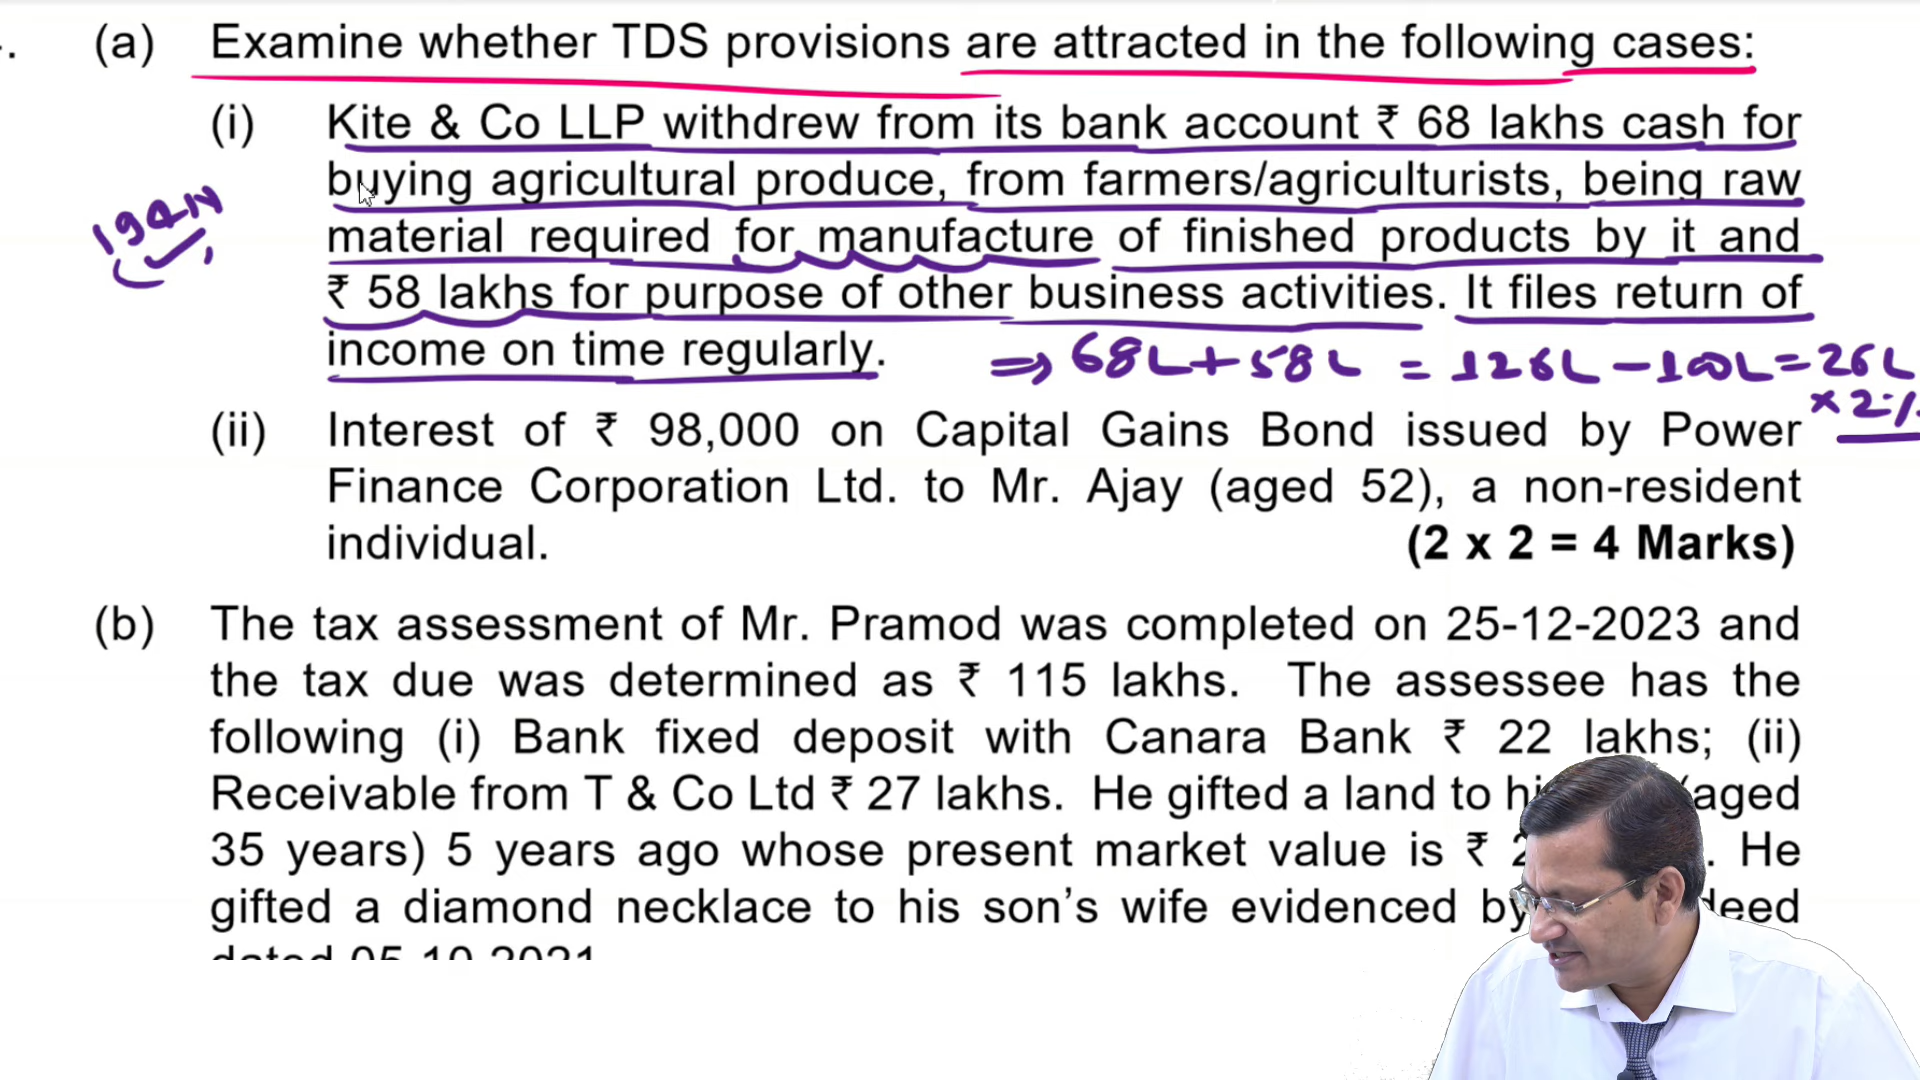 (a) Examine whether TDS provisions are attracted in the following cases:
(i) Kite & Co LLP withdrew from its bank account ₹ 68 lakhs cash for
buying agricultural produce, from farmers/agriculturists, being raw
194N
material required for manufacture of finished products by it and
₹ 58 lakhs for purpose of other business activities. It files return of
income on time regularly.
⇒ 68L + 58L = 126L - 100L = 26L
× 2%
(ii) Interest of ₹ 98,000 on Capital Gains Bond issued by Power
Finance Corporation Ltd. to Mr. Ajay (aged 52), a non-resident
individual. (2 x 2 = 4 Marks)
(b) The tax assessment of Mr. Pramod was completed on 25-12-2023 and
the tax due was determined as ₹ 115 lakhs. The assessee has the
following (i) Bank fixed deposit with Canara Bank ₹ 22 lakhs; (ii)
Receivable from T & Co Ltd ₹ 27 lakhs. He gifted a land to (aged
35 years) 5 years ago whose present market value is ₹ . He
gifted a diamond necklace to his son's wife evidenced by deed
dated 05-10-2021